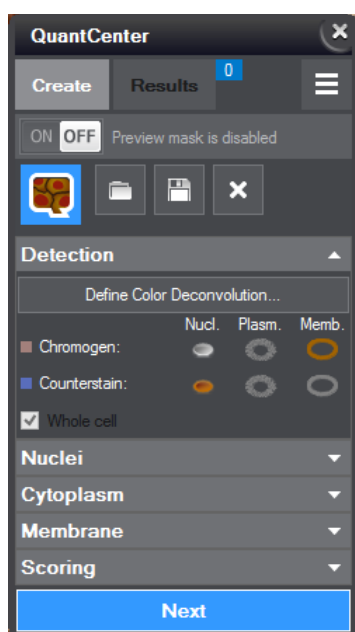 QuantCenter
Create Results 0
ON OFF Preview mask is disabled
Detection
Define Color Deconvolution...
Nucl. Plasm. Memb.
Chromogen:
Counterstain:
Whole cell
Nuclei
Cytoplasm
Membrane
Scoring
Next